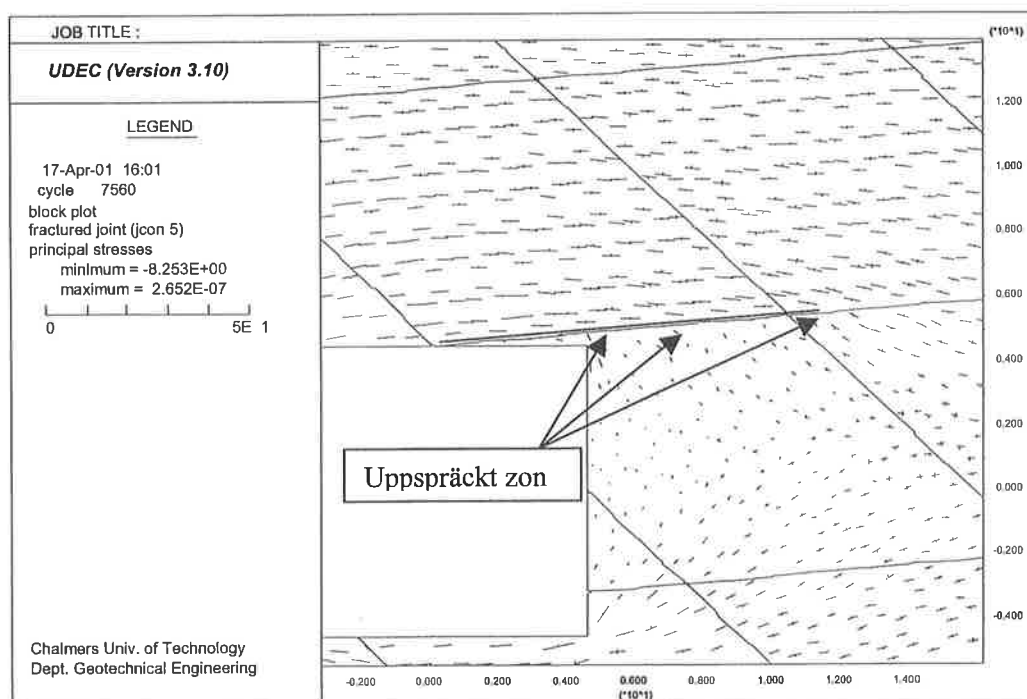 JOB TITLE :
UDEC (Version 3.10)
LEGEND
17-Apr-01 16:01
cycle 7560
block plot
fractured joint (jcon 5)
principal stresses
minimum = -8.253E+00
maximum = 2.652E-07
0 5E 1
Chalmers Univ. of Technology
Dept. Geotechnical Engineering
Uppspräckt zon
(*10^1)
1.200
1.000
0.800
0.600
0.400
0.200
0.000
-0.200
-0.400
-0.200 0.000 0.200 0.400 0.600 0.800 1.000 1.200 1.400
(*10^1)